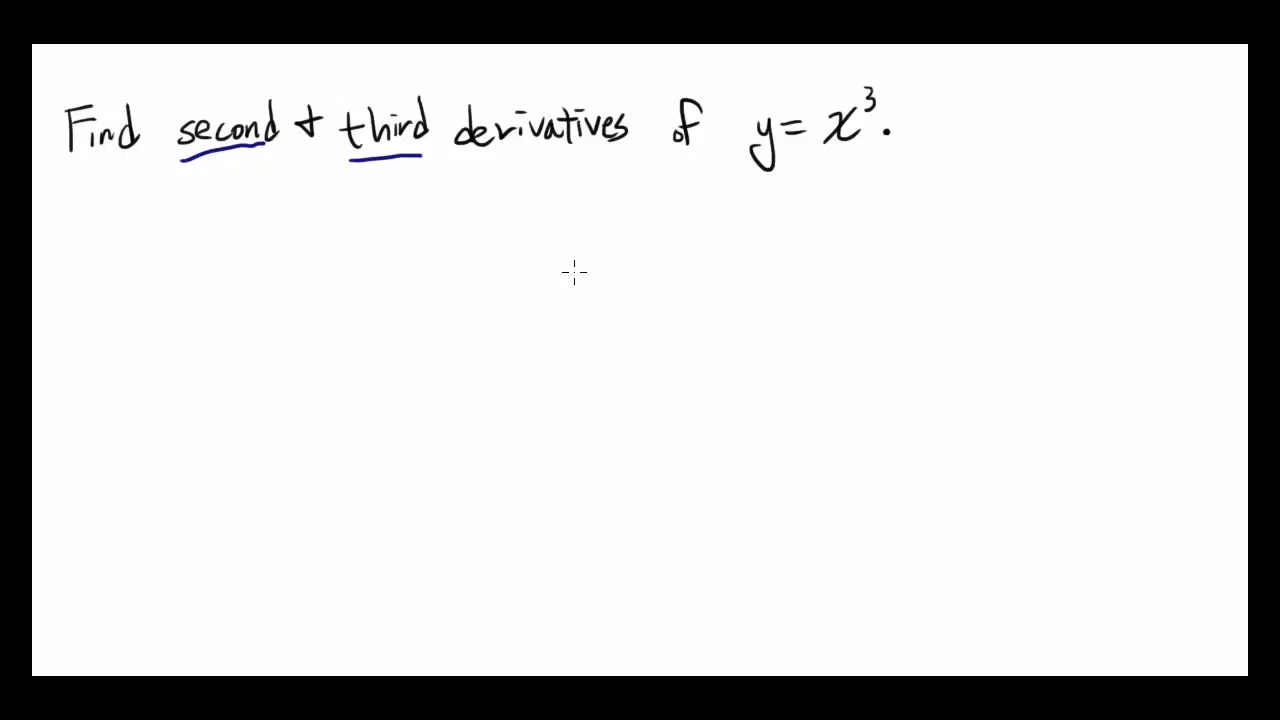 Find second + third derivatives of y = x³.